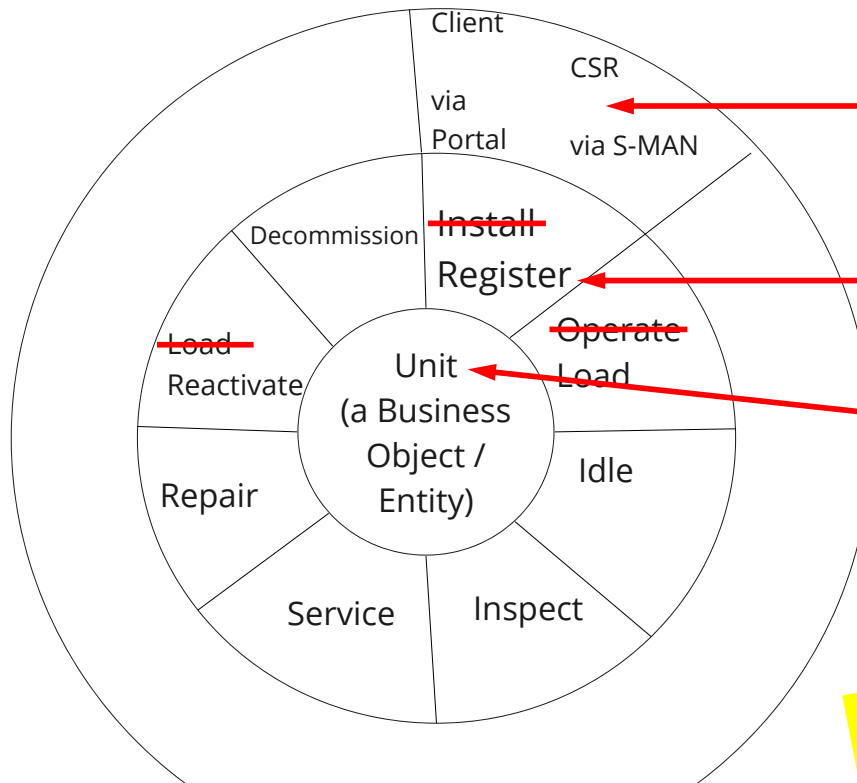 Client
CSR
via
Portal
via S-MAN
Decommission
Install
Register
Operate
Load
Load
Reactivate
Unit
(a Business
Object /
Entity)
Idle
Repair
Service
Inspect